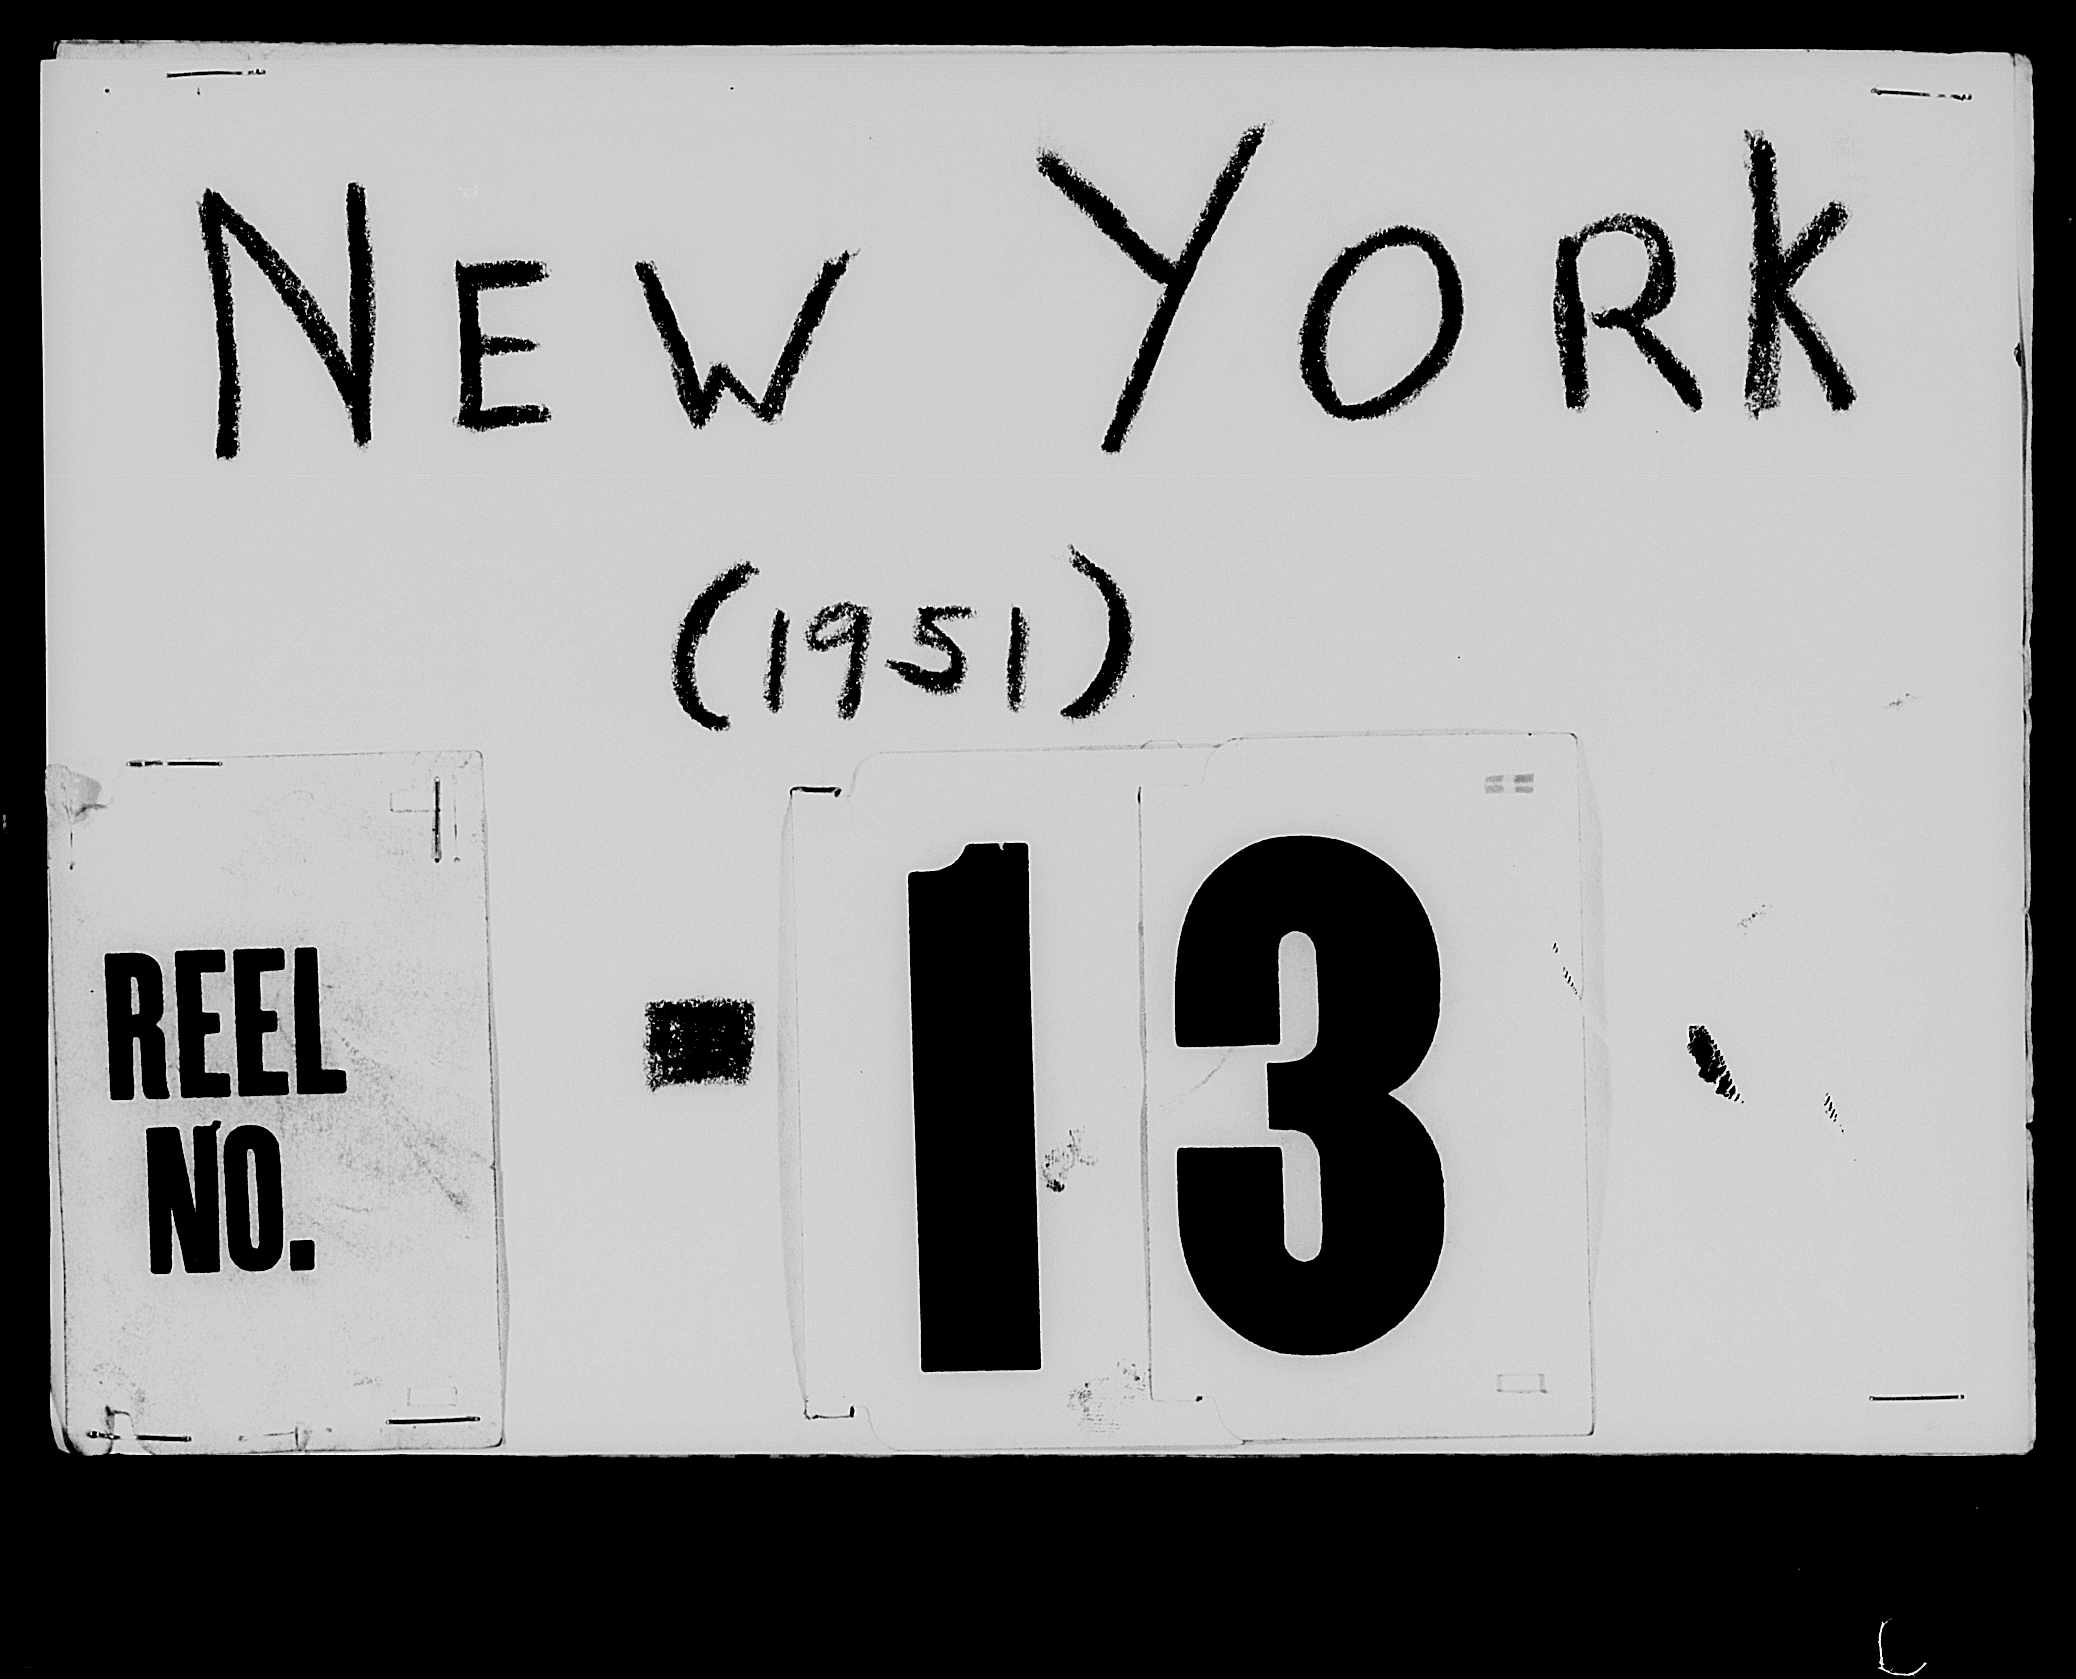 NEW YORK
(1951)
REEL
NO. - 13